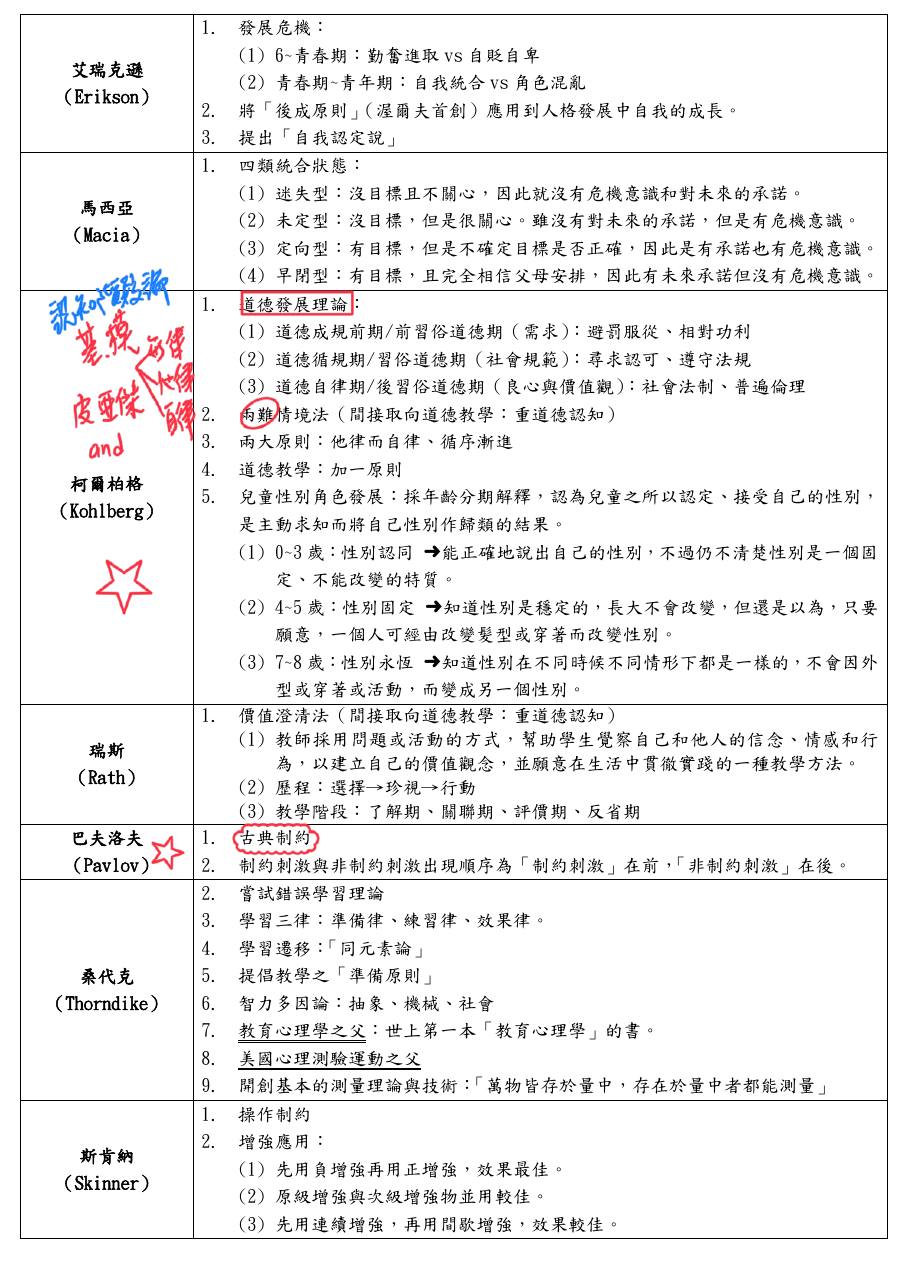 艾瑞克遜
（Erikson）
1. 發展危機：
(1) 6~青春期：勤奮進取 vs 自貶自卑
(2) 青春期~青年期：自我統合 vs 角色混亂
2. 將「後成原則」（渥爾夫首創）應用到人格發展中自我的成長。
3. 提出「自我認定說」
馬西亞
（Macia）
1. 四類統合狀態：
(1) 迷失型：沒目標且不關心，因此就沒有危機意識和對未來的承諾。
(2) 未定型：沒目標，但是很關心。雖沒有對未來的承諾，但是有危機意識。
(3) 定向型：有目標，但是不確定目標是否正確，因此是有承諾也有危機意識。
(4) 早閉型：有目標，且完全相信父母安排，因此有未來承諾但沒有危機意識。
基模
無律
他律
自律
皮亞傑
and
柯爾柏格
（Kohlberg）
1. 道德發展理論：
(1) 道德成規前期/前習俗道德期（需求）：避罰服從、相對功利
(2) 道德循規期/習俗道德期（社會規範）：尋求認可、遵守法規
(3) 道德自律期/後習俗道德期（良心與價值觀）：社會法制、普遍倫理
2. 兩難情境法（間接取向道德教學：重道德認知）
3. 兩大原則：他律而自律、循序漸進
4. 道德教學：加一原則
5. 兒童性別角色發展：採年齡分期解釋，認為兒童之所以認定、接受自己的性別，
是主動求知而將自己性別作歸類的結果。
(1) 0~3 歲：性別認同 ➜能正確地說出自己的性別，不過仍不清楚性別是一個固
定、不能改變的特質。
(2) 4~5 歲：性別固定 ➜知道性別是穩定的，長大不會改變，但還是以為，只要
願意，一個人可經由改變髮型或穿著而改變性別。
(3) 7~8 歲：性別永恆 ➜知道性別在不同時候不同情形下都是一樣的，不會因外
型或穿著或活動，而變成另一個性別。
瑞斯
（Rath）
1. 價值澄清法（間接取向道德教學：重道德認知）
(1) 教師採用問題或活動的方式，幫助學生覺察自己和他人的信念、情感和行
為，以建立自己的價值觀念，並願意在生活中貫徹實踐的一種教學方法。
(2) 歷程：選擇→珍視→行動
(3) 教學階段：了解期、關聯期、評價期、反省期
巴夫洛夫
（Pavlov）
1. 古典制約
2. 制約刺激與非制約刺激出現順序為「制約刺激」在前，「非制約刺激」在後。
桑代克
（Thorndike）
2. 嘗試錯誤學習理論
3. 學習三律：準備律、練習律、效果律。
4. 學習遷移：「同元素論」
5. 提倡教學之「準備原則」
6. 智力多因論：抽象、機械、社會
7. 教育心理學之父：世上第一本「教育心理學」的書。
8. 美國心理測驗運動之父
9. 開創基本的測量理論與技術：「萬物皆存於量中，存在於量中者都能測量」
斯肯納
（Skinner）
1. 操作制約
2. 增強應用：
(1) 先用負增強再用正增強，效果最佳。
(2) 原級增強與次級增強物並用較佳。
(3) 先用連續增強，再用間歇增強，效果較佳。